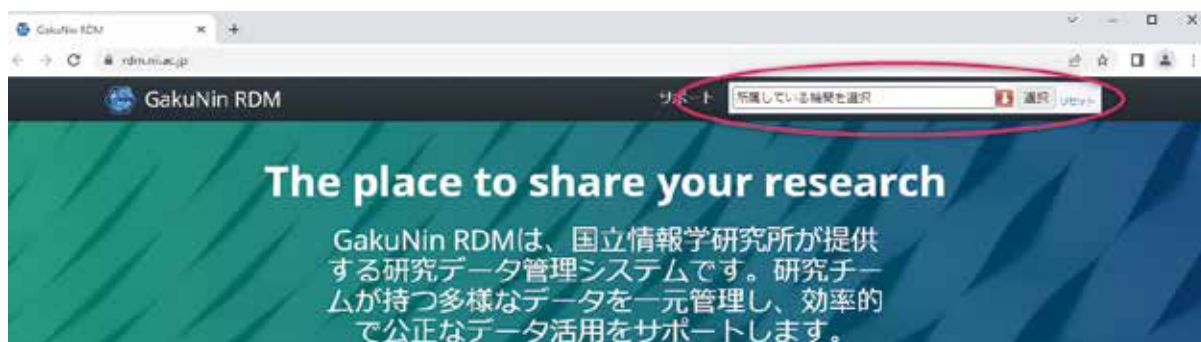 GakuNin RDM
rdm.nii.ac.jp
GakuNin RDM
サポート
所属している機関を選択
選択
リセット
The place to share your research
GakuNin RDMは、国立情報学研究所が提供
する研究データ管理システムです。研究チー
ムが持つ多様なデータを一元管理し、効率的
で公正なデータ活用をサポートします。